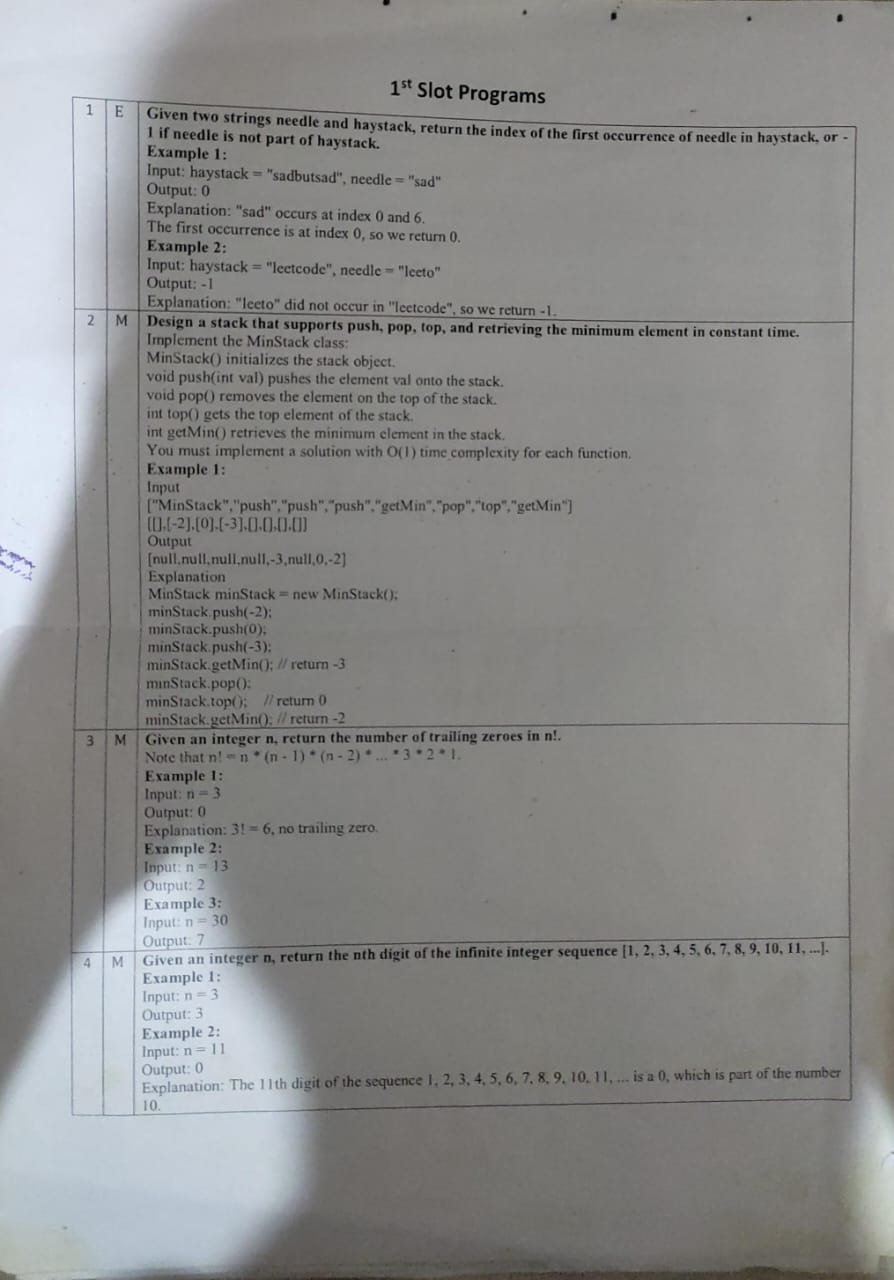 1st Slot Programs
1 E Given two strings needle and haystack, return the index of the first occurrence of needle in haystack, or -
1 if needle is not part of haystack.
Example 1:
Input: haystack = "sadbutsad", needle = "sad"
Output: 0
Explanation: "sad" occurs at index 0 and 6.
The first occurrence is at index 0, so we return 0.
Example 2:
Input: haystack = "leetcode", needle = "leeto"
Output: -1
Explanation: "leeto" did not occur in "leetcode", so we return -1.
2 M Design a stack that supports push, pop, top, and retrieving the minimum element in constant time.
Implement the MinStack class:
MinStack() initializes the stack object.
void push(int val) pushes the element val onto the stack.
void pop() removes the element on the top of the stack.
int top() gets the top element of the stack.
int getMin() retrieves the minimum element in the stack.
You must implement a solution with O(1) time complexity for each function.
Example 1:
Input
["MinStack","push","push","push","getMin","pop","top","getMin"]
[[],[-2],[0],[-3],[],[],[],[]]
Output
[null,null,null,null,-3,null,0,-2]
Explanation
MinStack minStack = new MinStack();
minStack.push(-2);
minStack.push(0);
minStack.push(-3);
minStack.getMin(); // return -3
minStack.pop();
minStack.top(); // return 0
minStack.getMin(); // return -2
3 M Given an integer n, return the number of trailing zeroes in n!.
Note that n! = n * (n - 1) * (n - 2) * ... * 3 * 2 * 1.
Example 1:
Input: n = 3
Output: 0
Explanation: 3! = 6, no trailing zero.
Example 2:
Input: n = 13
Output: 2
Example 3:
Input: n = 30
Output: 7
4 M Given an integer n, return the nth digit of the infinite integer sequence [1, 2, 3, 4, 5, 6, 7, 8, 9, 10, 11, ...].
Example 1:
Input: n = 3
Output: 3
Example 2:
Input: n = 11
Output: 0
Explanation: The 11th digit of the sequence 1, 2, 3, 4, 5, 6, 7, 8, 9, 10, 11, ... is a 0, which is part of the number
10.